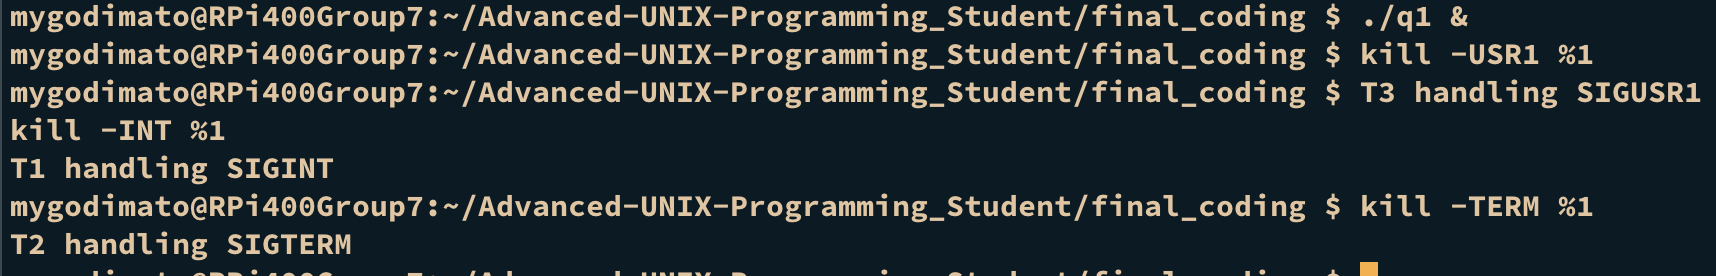 mygodimato@RPi400Group7:~/Advanced-UNIX-Programming_Student/final_coding $ ./q1 &
mygodimato@RPi400Group7:~/Advanced-UNIX-Programming_Student/final_coding $ kill -USR1 %1
mygodimato@RPi400Group7:~/Advanced-UNIX-Programming_Student/final_coding $ T3 handling SIGUSR1
kill -INT %1
T1 handling SIGINT
mygodimato@RPi400Group7:~/Advanced-UNIX-Programming_Student/final_coding $ kill -TERM %1
T2 handling SIGTERM